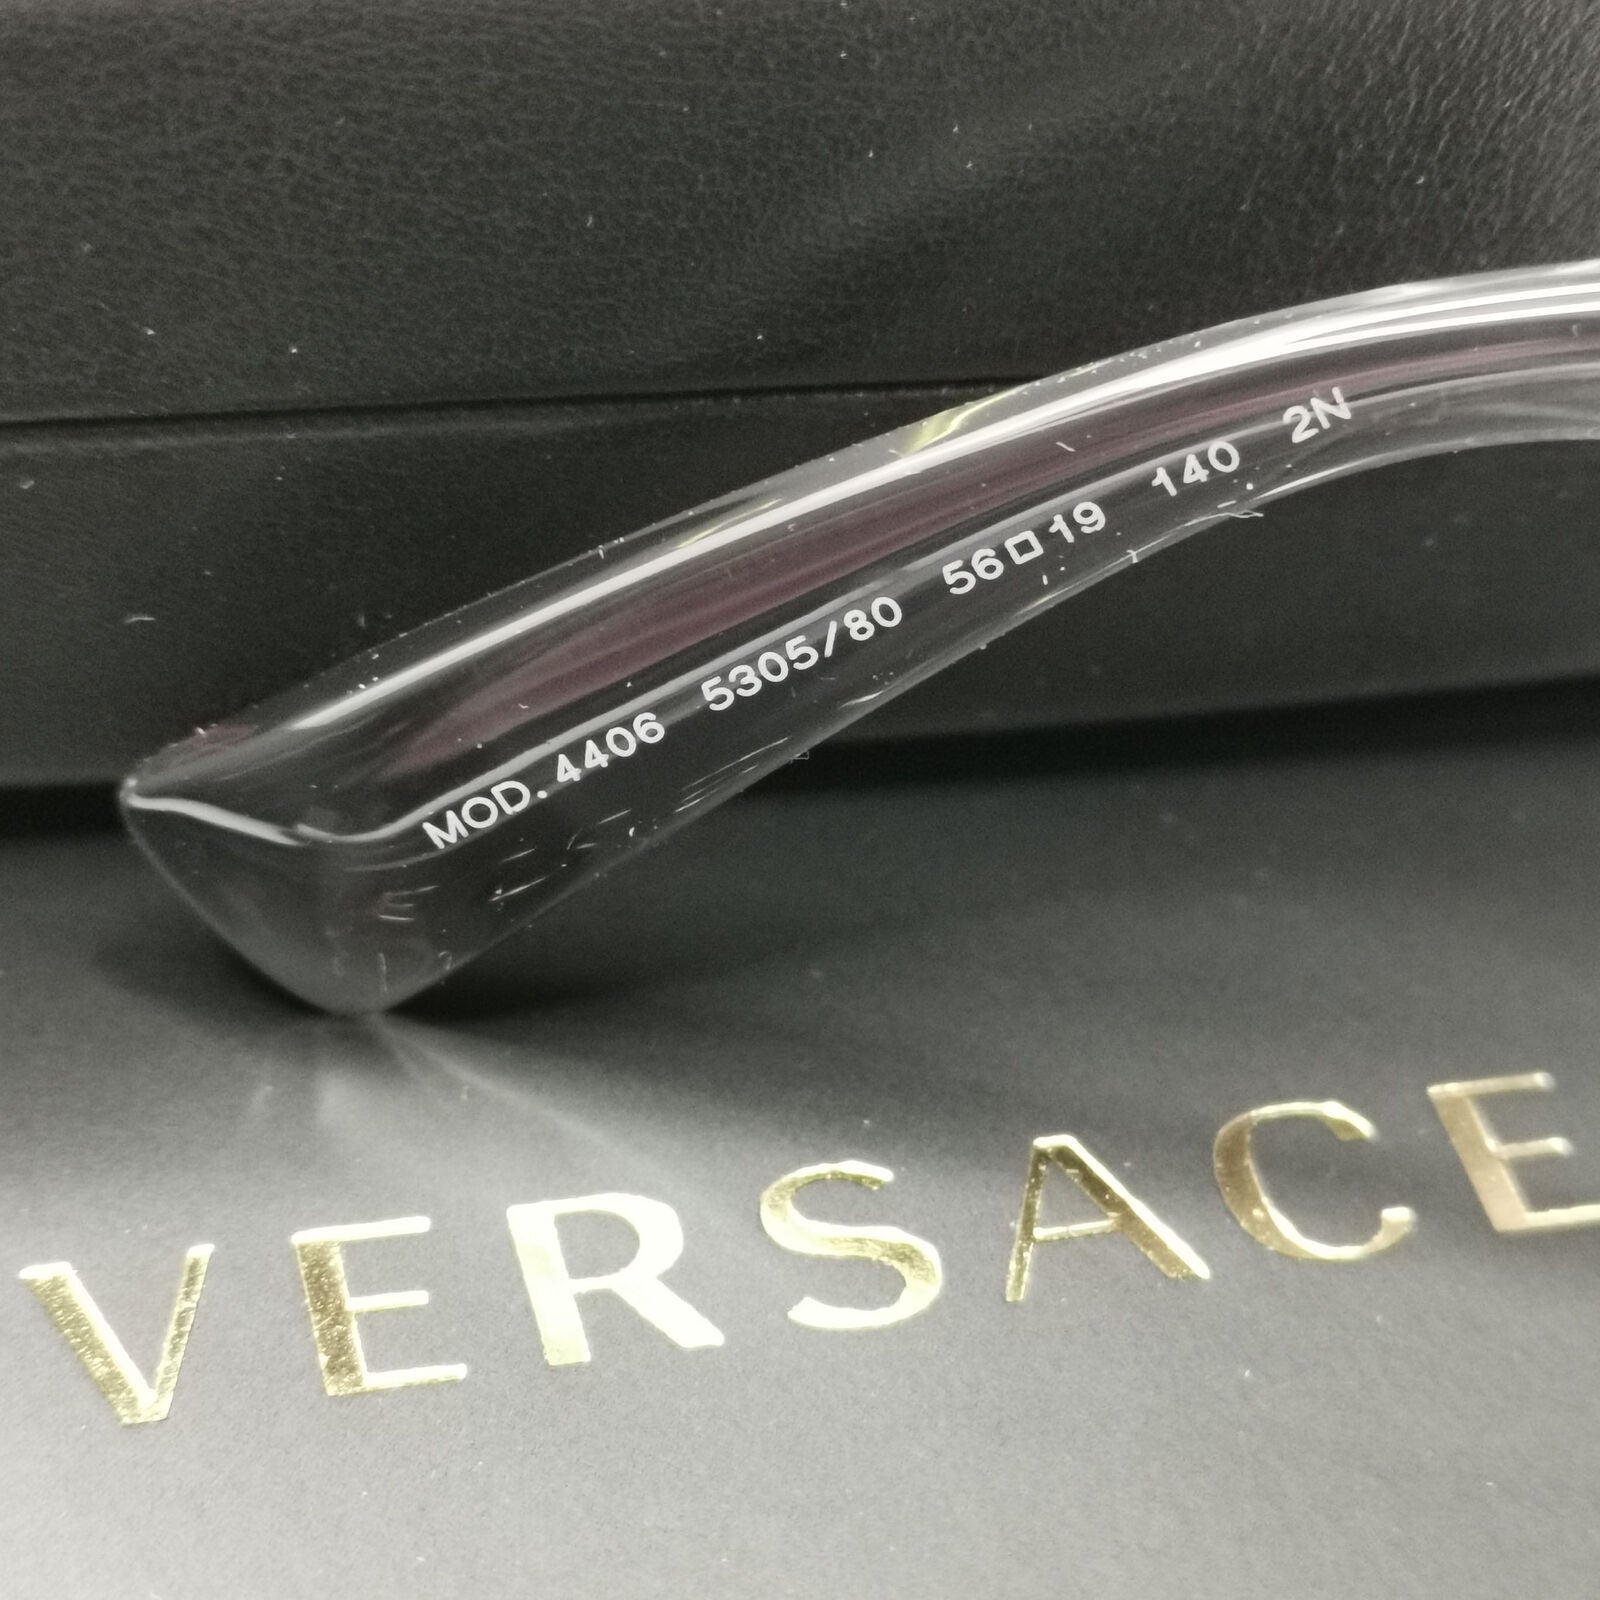 MOD. 4406 5305/80 56□19 140 2N
VERSACE